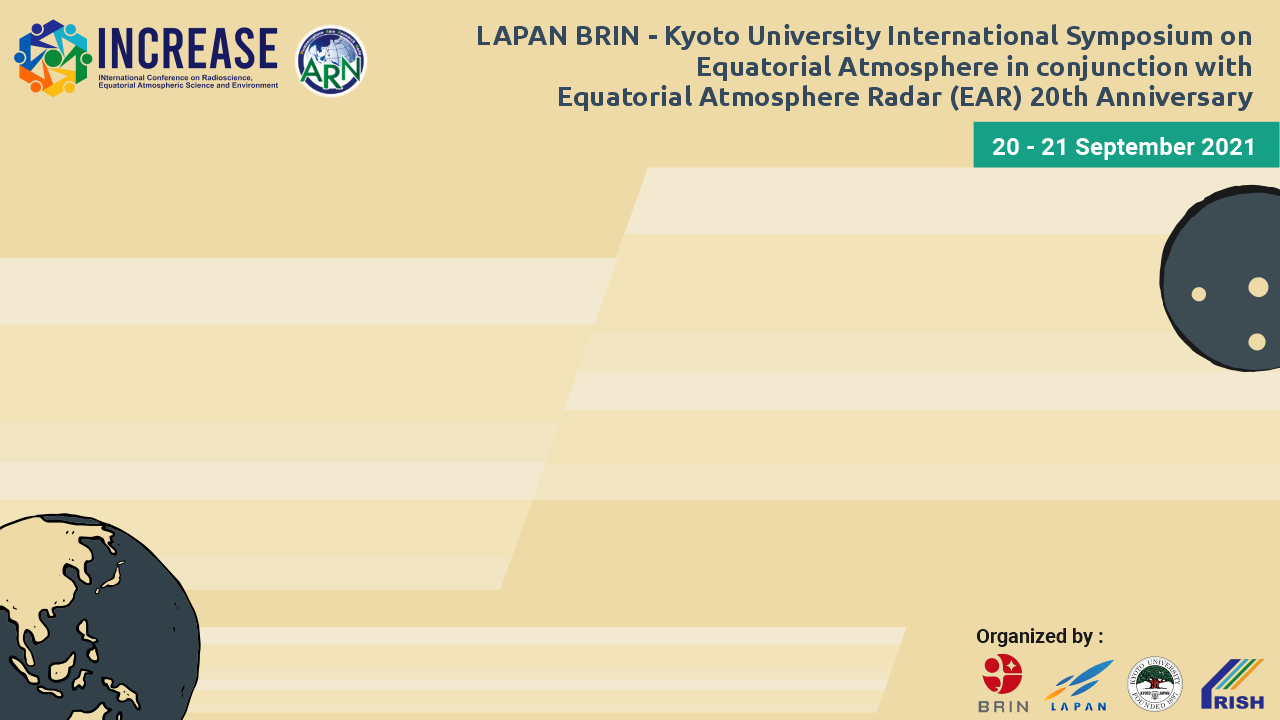 INCREASE
INternational Conference on Radioscience,
Equatorial Atmospheric Science and Environment
ARN
LAPAN BRIN - Kyoto University International Symposium on
Equatorial Atmosphere in conjunction with
Equatorial Atmosphere Radar (EAR) 20th Anniversary
20 - 21 September 2021
Organized by :
BRIN
LAPAN
KYOTO UNIVERSITY
KYOTO JAPAN
FOUNDED 1897
RISH